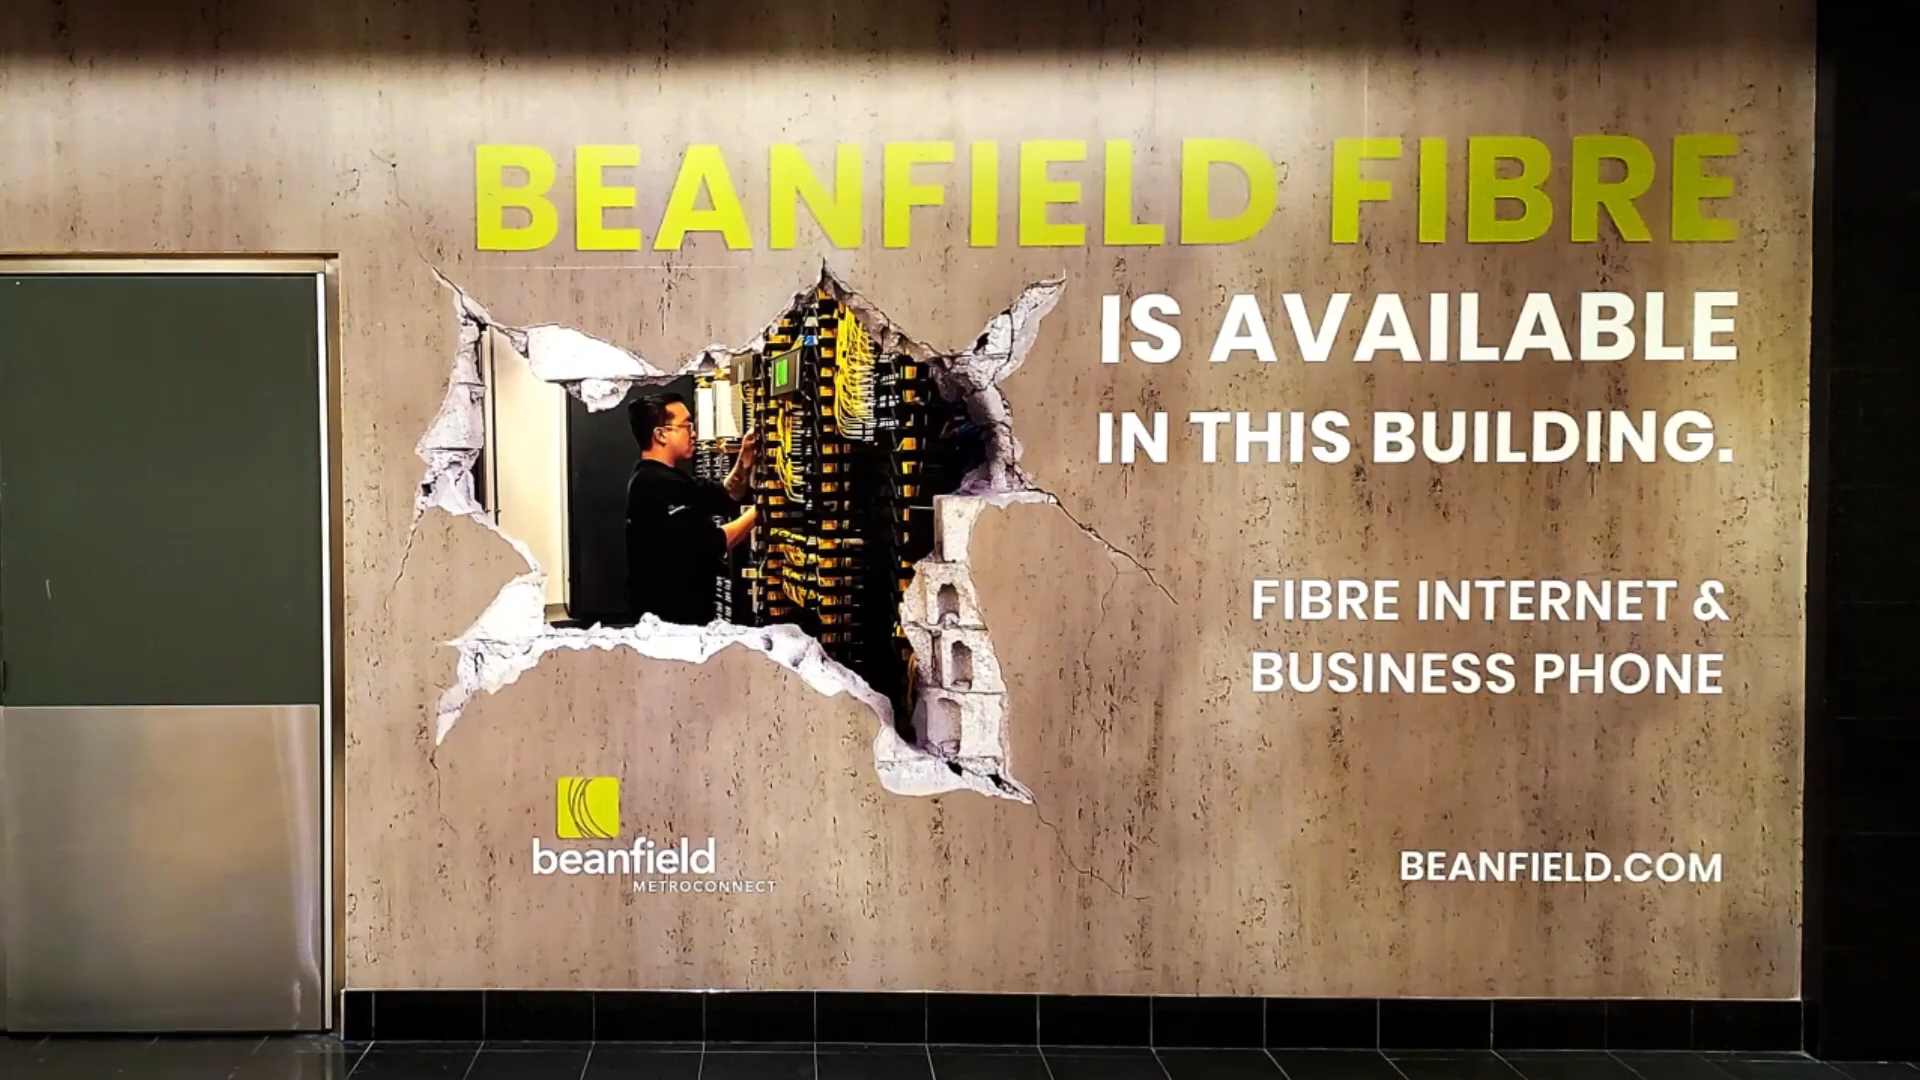 BEANFIELD FIBRE
IS AVAILABLE
IN THIS BUILDING.
FIBRE INTERNET &
BUSINESS PHONE
beanfield
METROCONNECT
BEANFIELD.COM